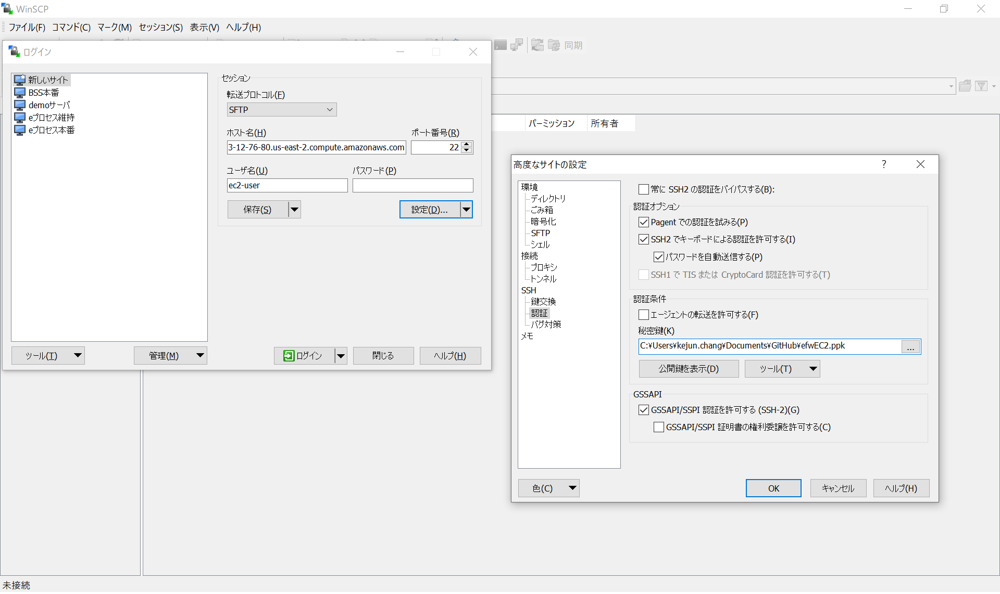 WinSCP
ファイル(F) コマンド(C) マーク(M) セッション(S) 表示(V) ヘルプ(H)
同期
パーミッション 所有者
ログイン
新しいサイト
BSS本番
demoサーバ
eプロセス維持
eプロセス本番
セッション
転送プロトコル(F)
SFTP
ホスト名(H) ポート番号(R)
3-12-76-80.us-east-2.compute.amazonaws.com 22
ユーザ名(U) パスワード(P)
ec2-user
保存(S) 設定(D)...
ツール(T) 管理(M) ログイン 閉じる ヘルプ(H)
高度なサイトの設定 ?
環境
ディレクトリ
ごみ箱
暗号化
SFTP
シェル
接続
プロキシ
トンネル
SSH
鍵交換
認証
バグ対策
メモ
常に SSH2 の認証をバイパスする(B):
認証オプション
Pagent での認証を試みる(P)
SSH2 でキーボードによる認証を許可する(I)
パスワードを自動送信する(P)
SSH1 で TIS または CryptoCard 認証を許可する(T)
認証条件
エージェントの転送を許可する(F)
秘密鍵(K)
C:¥Users¥kejun.chang¥Documents¥GitHub¥efwEC2.ppk ...
公開鍵を表示(D) ツール(T)
GSSAPI
GSSAPI/SSPI 認証を許可する (SSH-2)(G)
GSSAPI/SSPI 証明書の権利委譲を許可する(C)
色(C) OK キャンセル ヘルプ(H)
未接続